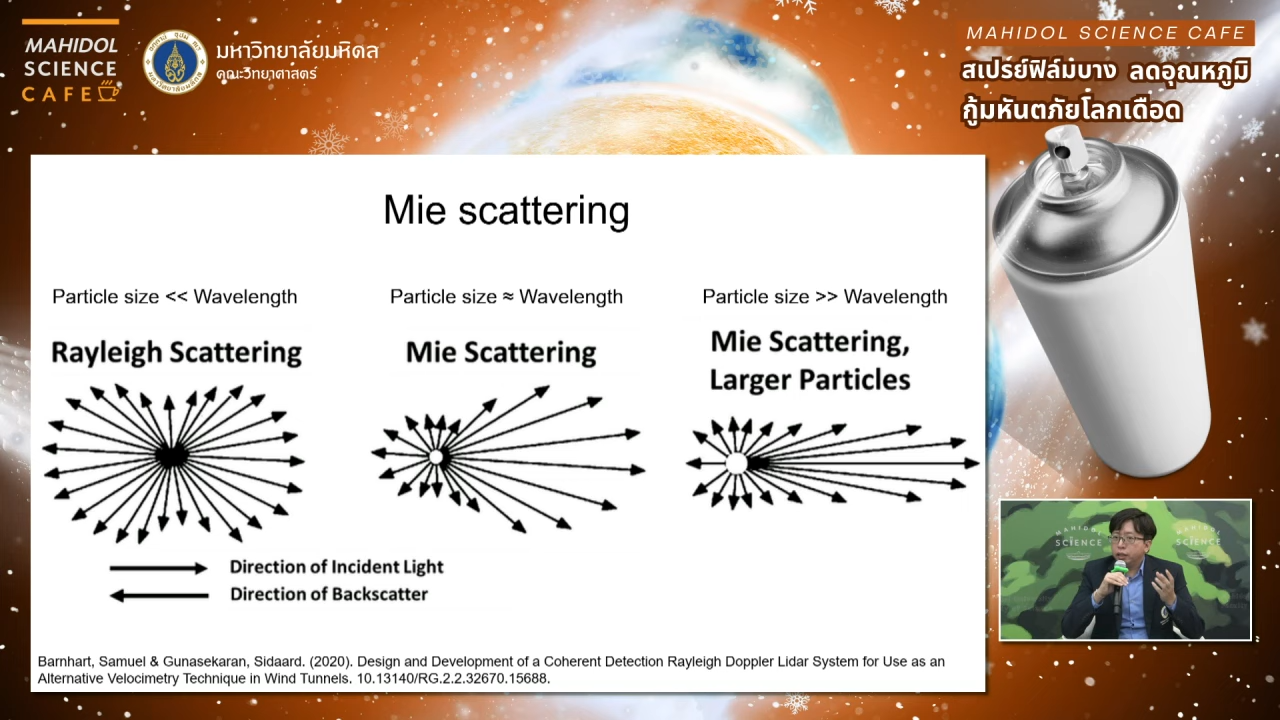 MAHIDOL
SCIENCE
CAFE
มหาวิทยาลัยมหิดล
คณะวิทยาศาสตร์
MAHIDOL SCIENCE CAFE
สเปรย์ฟิล์มบาง ลดอุณหภูมิ
กู้มหันตภัยโลกเดือด
Mie scattering
Particle size << Wavelength
Particle size ≈ Wavelength
Particle size >> Wavelength
Rayleigh Scattering
Mie Scattering
Mie Scattering,
Larger Particles
Direction of Incident Light
Direction of Backscatter
Barnhart, Samuel & Gunasekaran, Sidaard. (2020). Design and Development of a Coherent Detection Rayleigh Doppler Lidar System for Use as an
Alternative Velocimetry Technique in Wind Tunnels. 10.13140/RG.2.2.32670.15688.
MAHIDOL
SCIENCE
MAHIDOL
SCIENCE